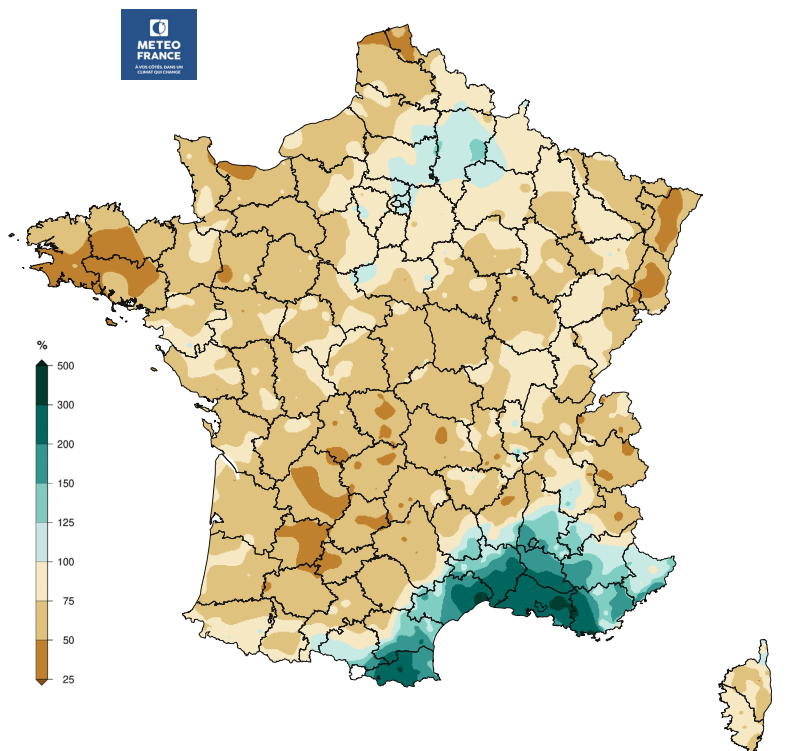 METEO
FRANCE
À VOS CÔTÉS, DANS UN
CLIMAT QUI CHANGE
%
500
300
200
150
125
100
75
50
25